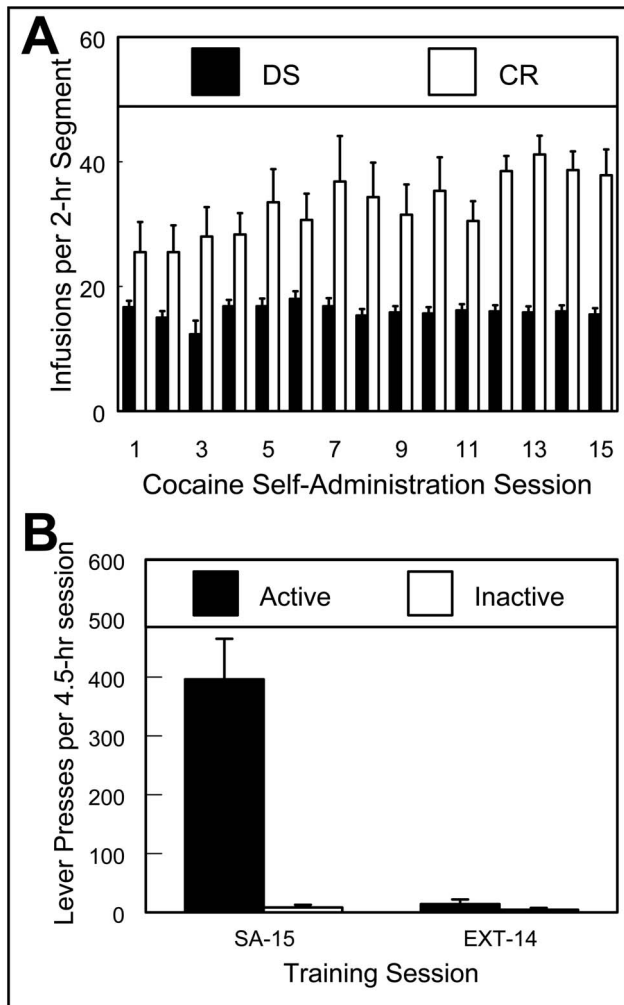 A
Infusions per 2-hr Segment
60
40
20
0
DS
CR
1 3 5 7 9 11 13 15
Cocaine Self-Administration Session
B
Lever Presses per 4.5-hr session
600
500
400
300
200
100
0
Active
Inactive
SA-15 EXT-14
Training Session